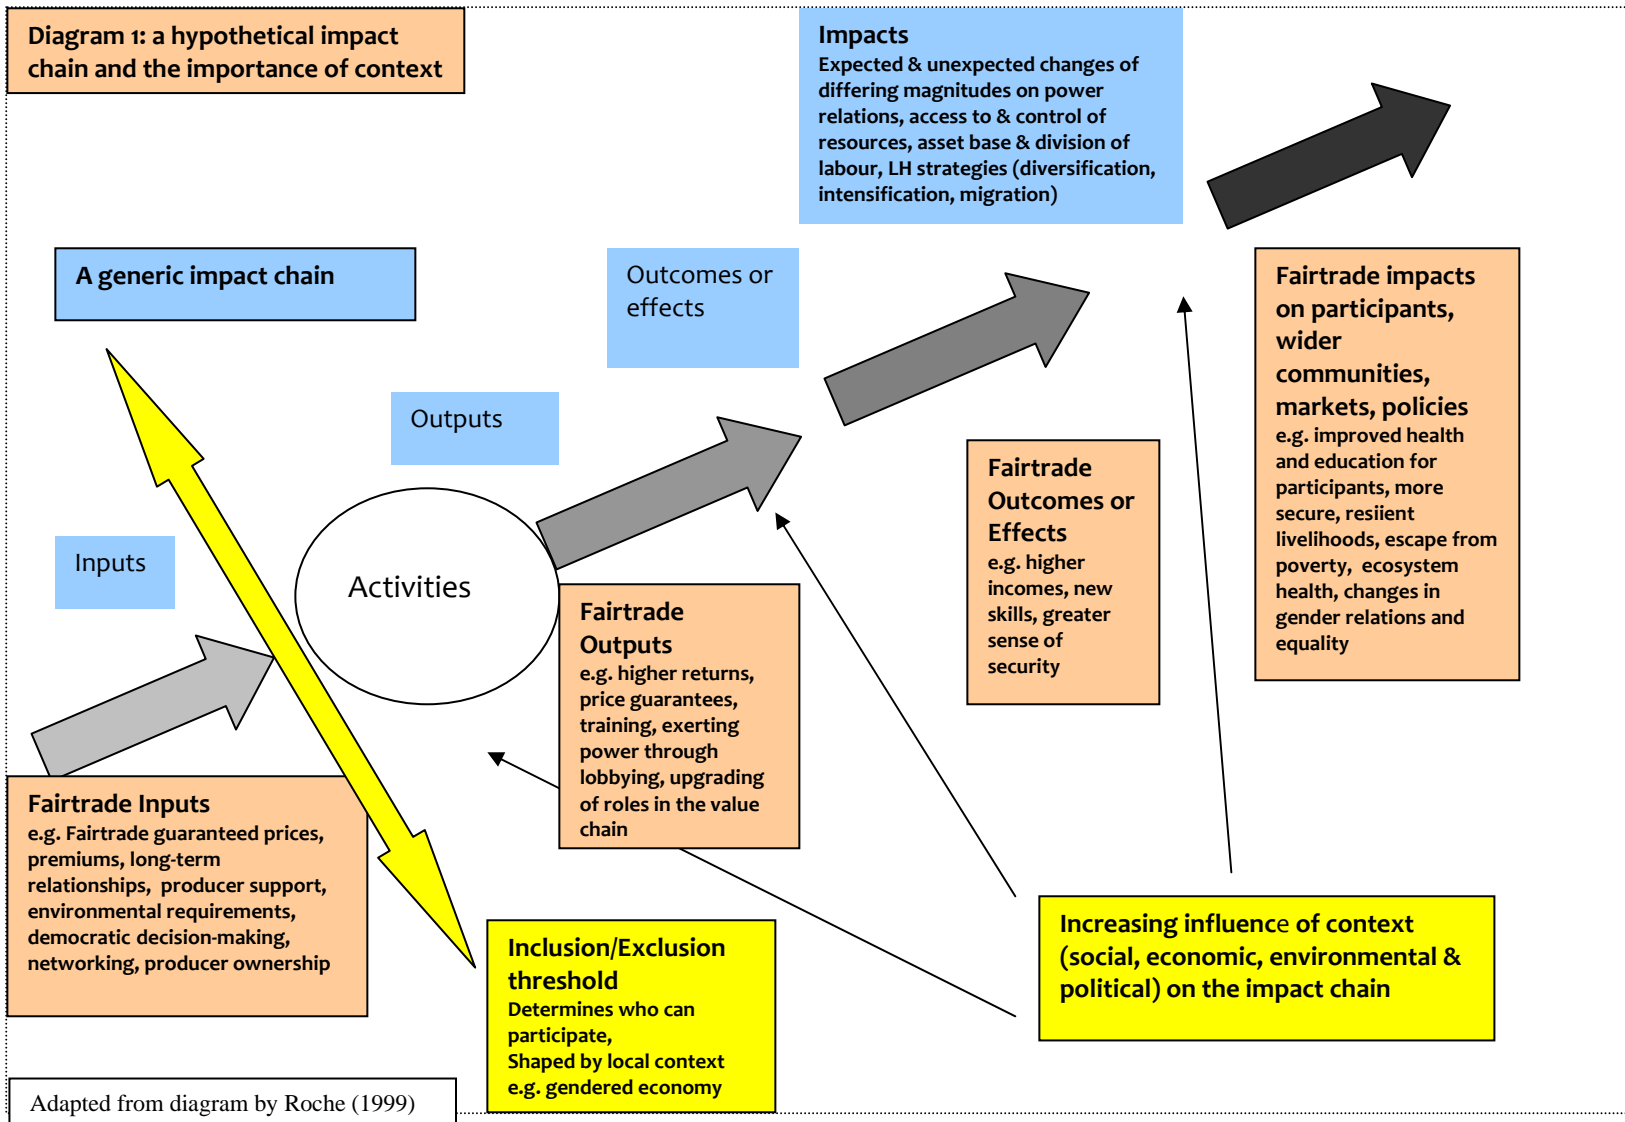 Diagram 1: a hypothetical impact
chain and the importance of context
Impacts
Expected & unexpected changes of
differing magnitudes on power
relations, access to & control of
resources, asset base & division of
labour, LH strategies (diversification,
intensification, migration)
A generic impact chain
Outcomes or
effects
Outputs
Inputs
Activities
Fairtrade impacts
on participants,
wider
communities,
markets, policies
e.g. improved health
and education for
participants, more
secure, resiient
livelihoods, escape from
poverty, ecosystem
health, changes in
gender relations and
equality
Fairtrade
Outcomes or
Effects
e.g. higher
incomes, new
skills, greater
sense of
security
Fairtrade
Outputs
e.g. higher returns,
price guarantees,
training, exerting
power through
lobbying, upgrading
of roles in the value
chain
Fairtrade Inputs
e.g. Fairtrade guaranteed prices,
premiums, long-term
relationships, producer support,
environmental requirements,
democratic decision-making,
networking, producer ownership
Inclusion/Exclusion
threshold
Determines who can
participate,
Shaped by local context
e.g. gendered economy
Increasing influence of context
(social, economic, environmental &
political) on the impact chain
Adapted from diagram by Roche (1999)